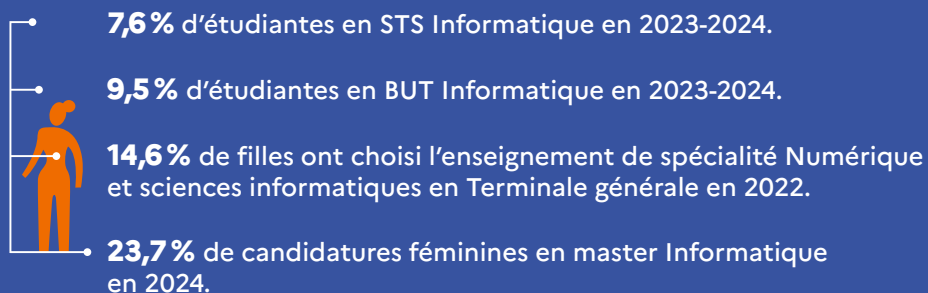 7,6 % d’étudiantes en STS Informatique en 2023-2024.
9,5 % d’étudiantes en BUT Informatique en 2023-2024.
14,6 % de filles ont choisi l’enseignement de spécialité Numérique
et sciences informatiques en Terminale générale en 2022.
23,7 % de candidatures féminines en master Informatique
en 2024.